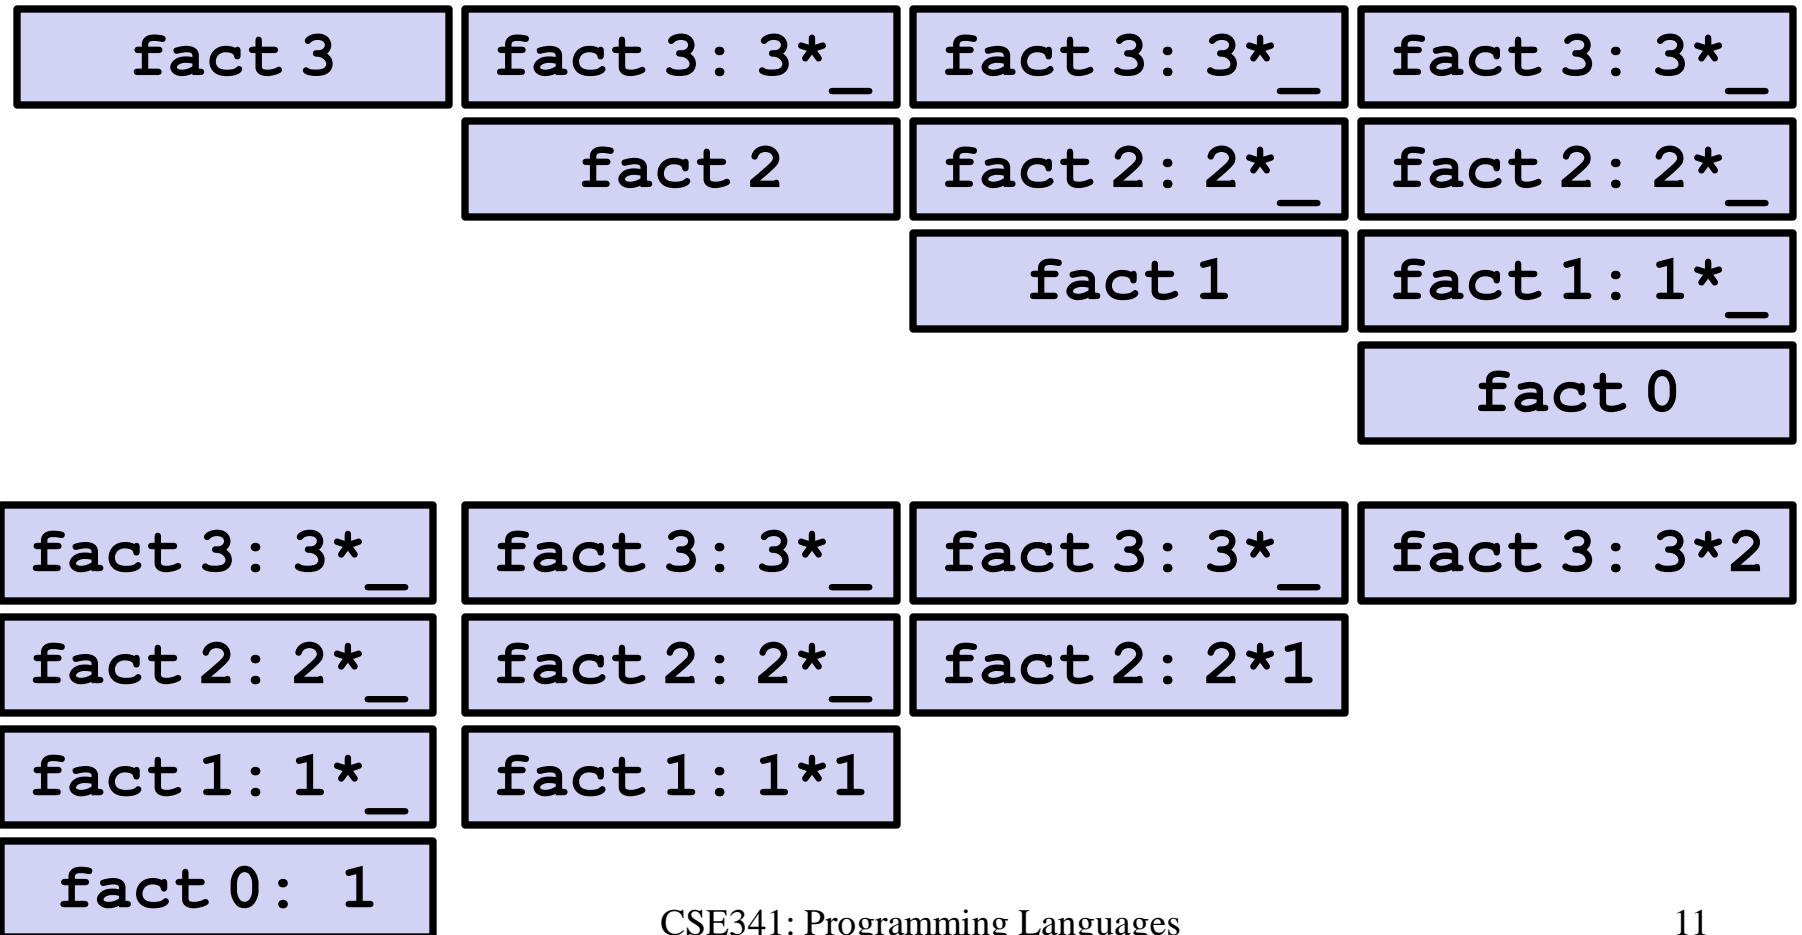 fact 3 fact 3: 3*_ fact 3: 3*_ fact 3: 3*_
fact 2 fact 2: 2*_ fact 2: 2*_
fact 1 fact 1: 1*_
fact 0
fact 3: 3*_ fact 3: 3*_ fact 3: 3*_ fact 3: 3*2
fact 2: 2*_ fact 2: 2*_ fact 2: 2*1
fact 1: 1*_ fact 1: 1*1
fact 0: 1
CSE341: Programming Languages 11